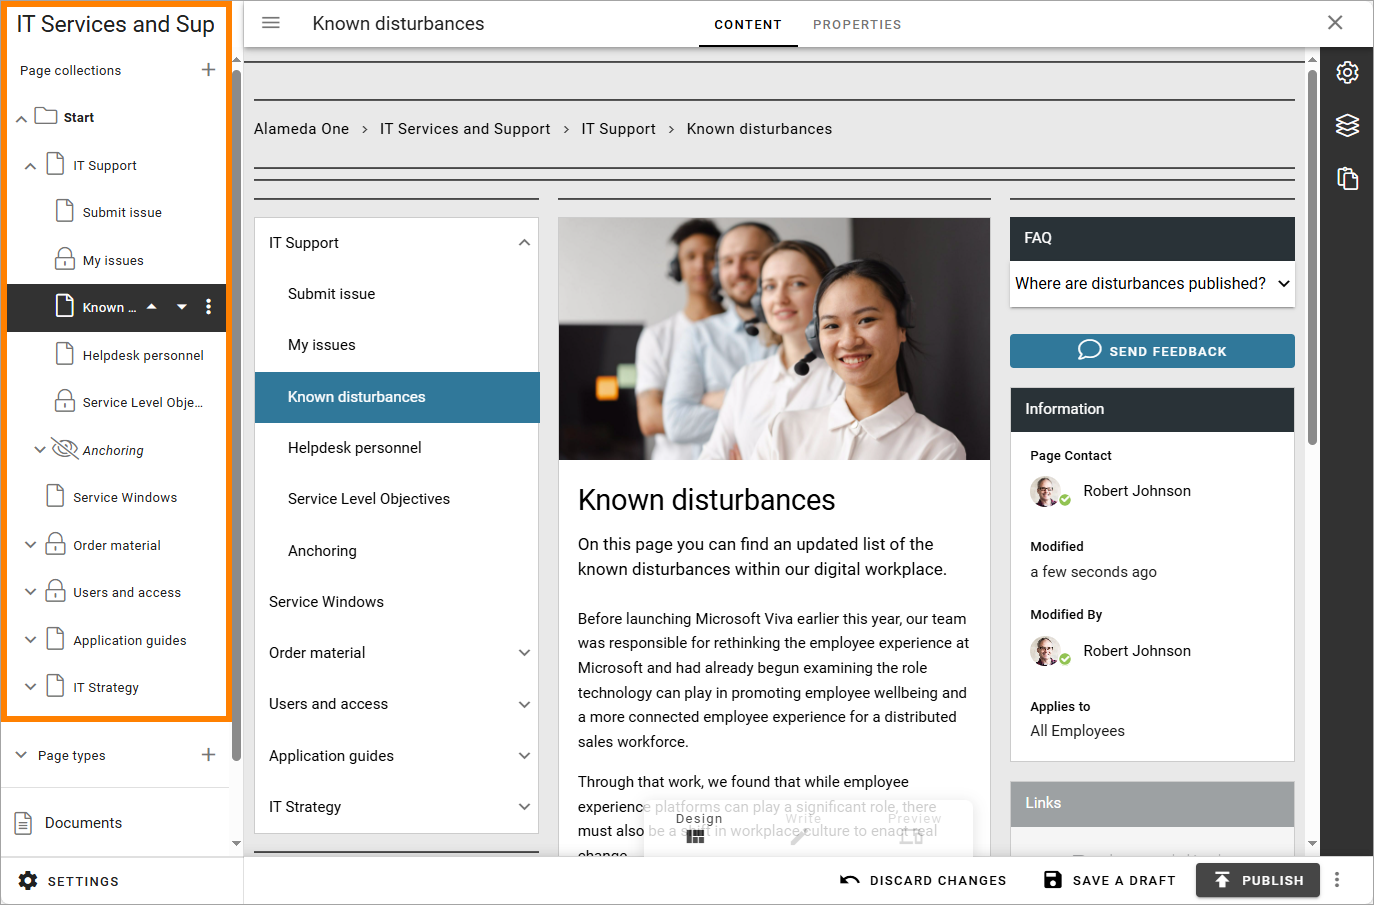 IT Services and Sup
Page collections
Start
IT Support
Submit issue
My issues
Known ...
Helpdesk personnel
Service Level Obje...
Anchoring
Service Windows
Order material
Users and access
Application guides
IT Strategy
Page types
Documents
SETTINGS
Known disturbances
CONTENT
PROPERTIES
Alameda One > IT Services and Support > IT Support > Known disturbances
IT Support
Submit issue
My issues
Known disturbances
Helpdesk personnel
Service Level Objectives
Anchoring
Service Windows
Order material
Users and access
Application guides
IT Strategy
Known disturbances
On this page you can find an updated list of the
known disturbances within our digital workplace.
Before launching Microsoft Viva earlier this year, our team
was responsible for rethinking the employee experience at
Microsoft and had already begun examining the role
technology can play in promoting employee wellbeing and
a more connected employee experience for a distributed
sales workforce.
Through that work, we found that while employee
experience platforms can play a significant role, there
must also be a shift in workplace culture to enact real
change.
Design
Write
Preview
FAQ
Where are disturbances published?
SEND FEEDBACK
Information
Page Contact
Robert Johnson
Modified
a few seconds ago
Modified By
Robert Johnson
Applies to
All Employees
Links
DISCARD CHANGES
SAVE A DRAFT
PUBLISH